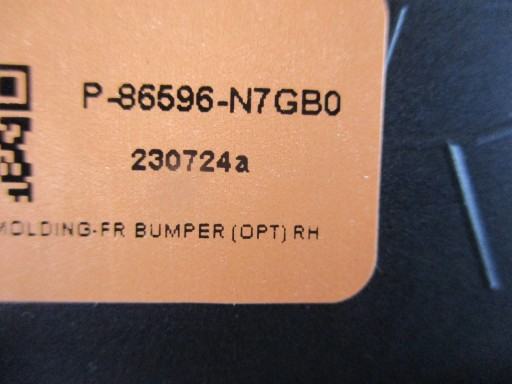 P-86596-N7GB0
230724a
MOLDING-FR BUMPER (OPT) RH